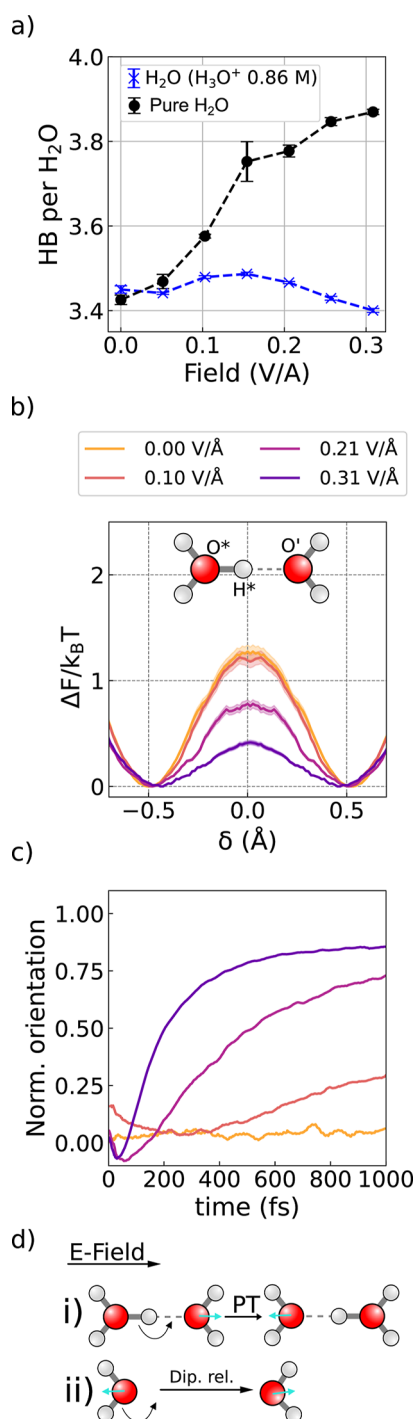 a)
H₂O (H₃O⁺ 0.86 M)
Pure H₂O
HB per H₂O
4.0
3.8
3.6
3.4
0.0 0.1 0.2 0.3
Field (V/A)
b)
0.00 V/Å 0.21 V/Å
0.10 V/Å 0.31 V/Å
O* O'
H*
ΔF/k_BT
2
1
0
−0.5 0.0 0.5
δ (Å)
c)
Norm. orientation
1.00
0.75
0.50
0.25
0.00
0 200 400 600 800 1000
time (fs)
d)
E-Field
i) PT
ii) Dip. rel.